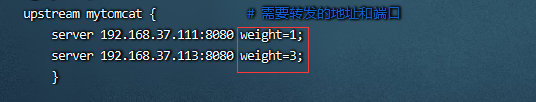 upstream mytomcat {                # 需要转发的地址和端口
server 192.168.37.111:8080 weight=1;
server 192.168.37.113:8080 weight=3;
}